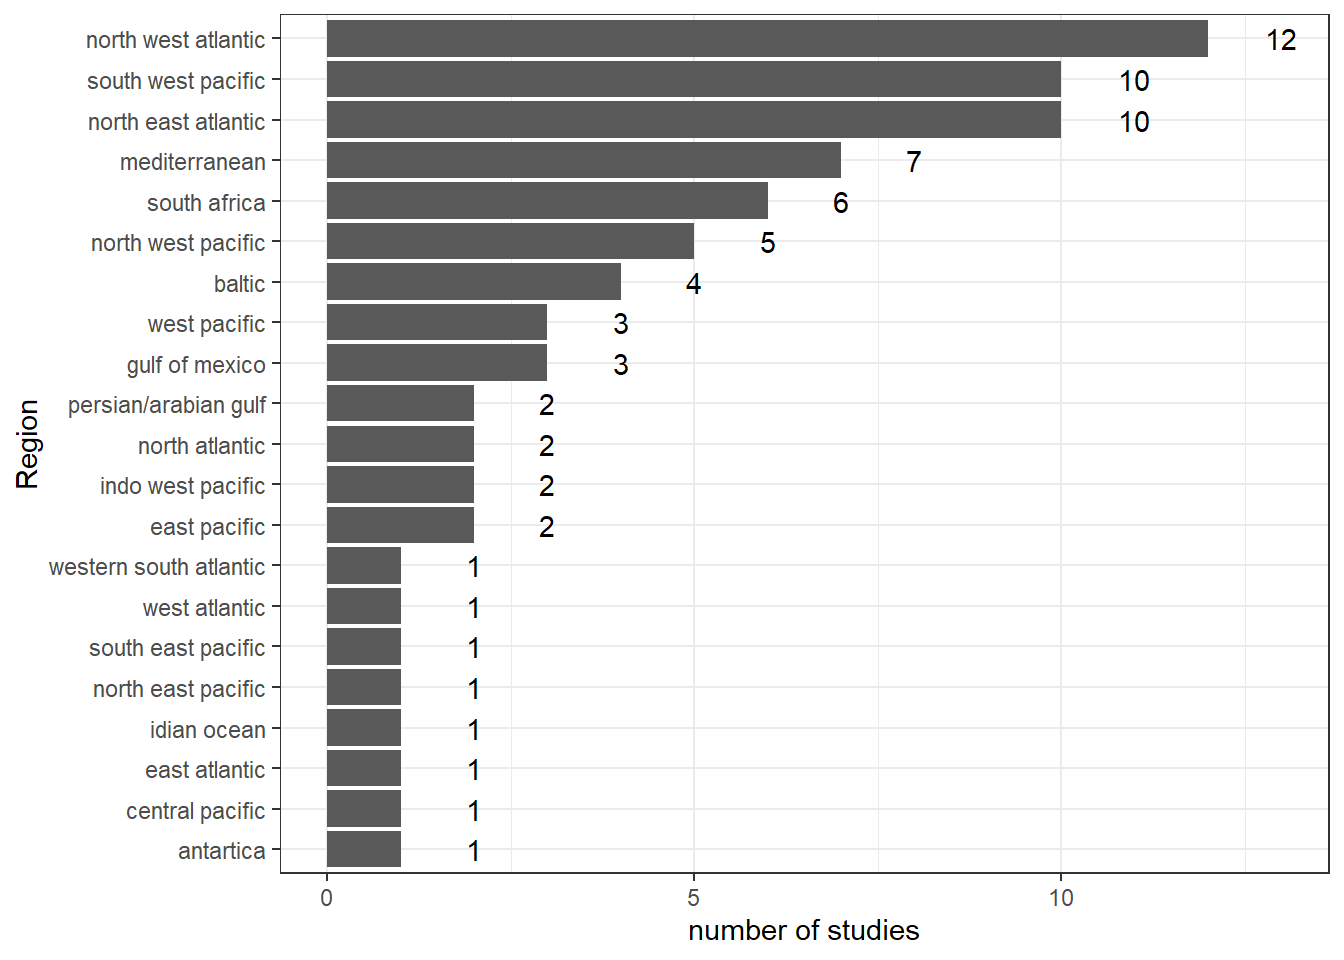 north west atlantic 12
south west pacific 10
north east atlantic 10
mediterranean 7
south africa 6
north west pacific 5
baltic 4
west pacific 3
gulf of mexico 3
persian/arabian gulf 2
north atlantic 2
indo west pacific 2
east pacific 2
western south atlantic 1
west atlantic 1
south east pacific 1
north east pacific 1
idian ocean 1
east atlantic 1
central pacific 1
antartica 1
Region
0 5 10
number of studies